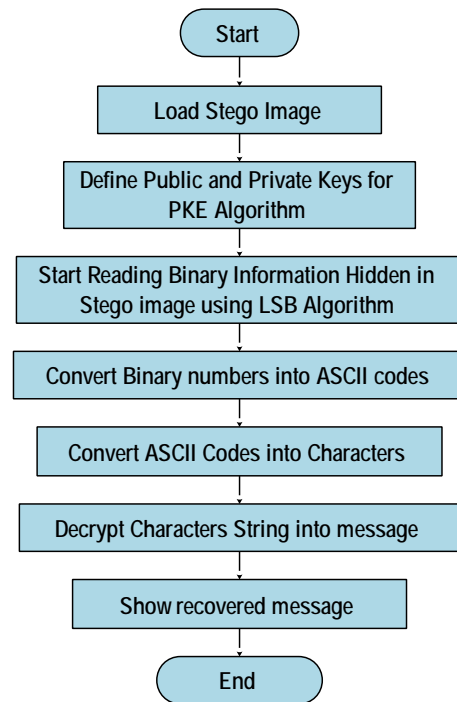 Start
Load Stego Image
Define Public and Private Keys for
PKE Algorithm
Start Reading Binary Information Hidden in
Stego image using LSB Algorithm
Convert Binary numbers into ASCII codes
Convert ASCII Codes into Characters
Decrypt Characters String into message
Show recovered message
End